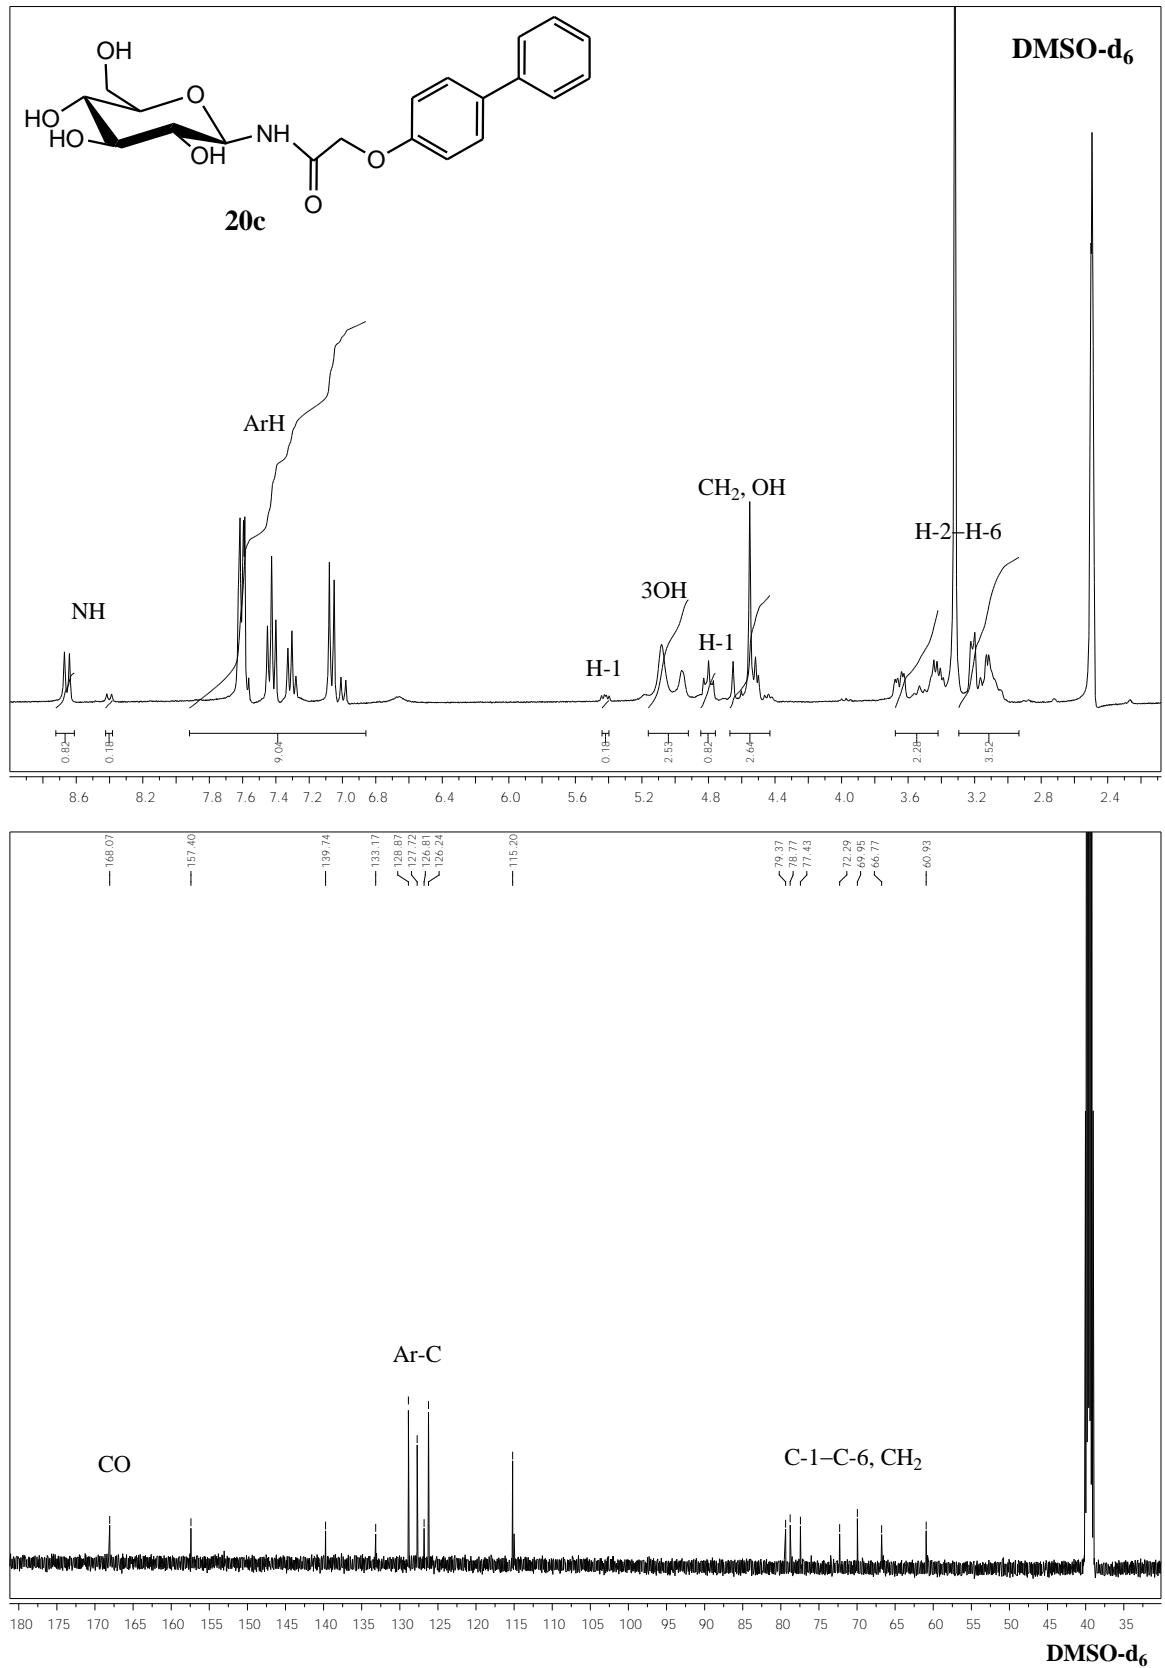 DMSO-d6
OH
O
HO
HO
OH
NH
O
O
20c
ArH
NH
CH2, OH
H-2–H-6
3OH
H-1
H-1
0.82
0.18
9.04
0.18
2.53
0.82
2.64
2.28
3.52
8.6 8.2 7.8 7.6 7.4 7.2 7.0 6.8 6.4 6.0 5.6 5.2 4.8 4.4 4.0 3.6 3.2 2.8 2.4
168.07
157.40
139.74
133.17
128.87
127.72
126.81
126.24
115.20
79.37
78.77
77.43
72.29
69.95
66.77
60.93
Ar-C
CO
C-1–C-6, CH2
180 175 170 165 160 155 150 145 140 135 130 125 120 115 110 105 100 95 90 85 80 75 70 65 60 55 50 45 40 35
DMSO-d6